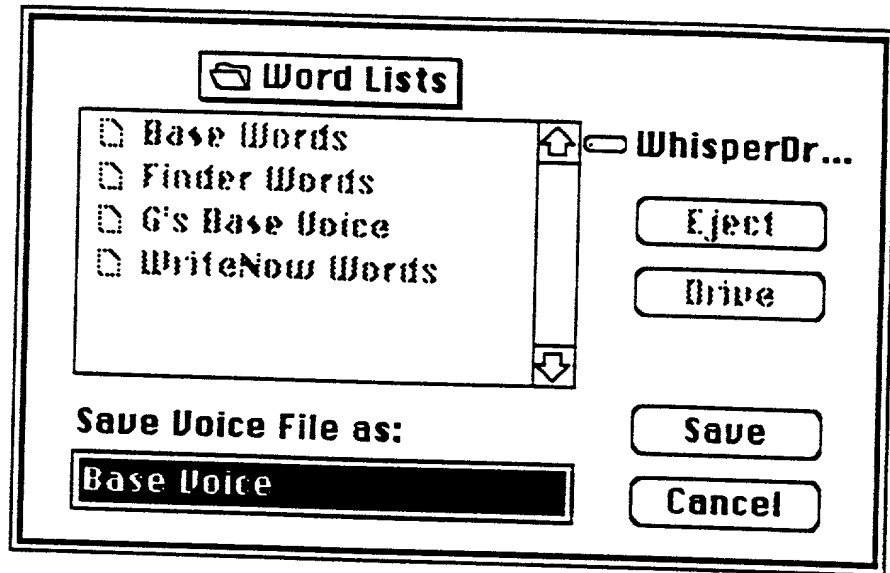 Word Lists
Base Words
Finder Words
G's Base Voice
WriteNow Words
WhisperDr...
Eject
Drive
Save Voice File as:
Base Voice
Save
Cancel